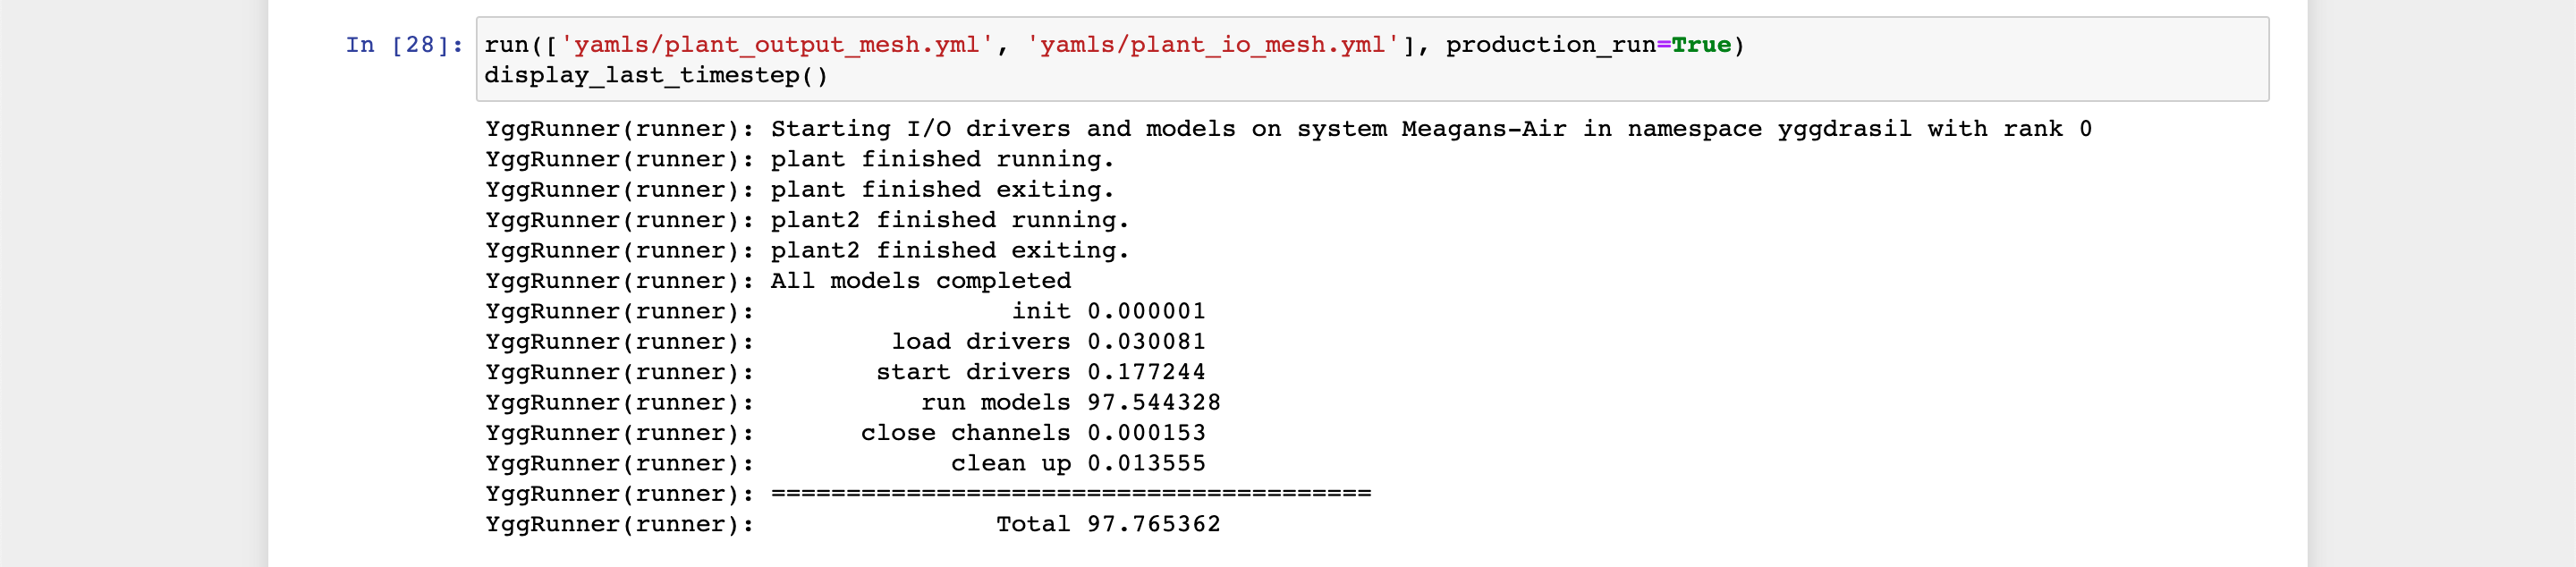 In [28]: run(['yamls/plant_output_mesh.yml', 'yamls/plant_io_mesh.yml'], production_run=True)
display_last_timestep()
YggRunner(runner): Starting I/O drivers and models on system Meagans-Air in namespace yggdrasil with rank 0
YggRunner(runner): plant finished running.
YggRunner(runner): plant finished exiting.
YggRunner(runner): plant2 finished running.
YggRunner(runner): plant2 finished exiting.
YggRunner(runner): All models completed
YggRunner(runner):                 init 0.000001
YggRunner(runner):         load drivers 0.030081
YggRunner(runner):        start drivers 0.177244
YggRunner(runner):           run models 97.544328
YggRunner(runner):       close channels 0.000153
YggRunner(runner):             clean up 0.013555
YggRunner(runner): ========================================
YggRunner(runner):                Total 97.765362